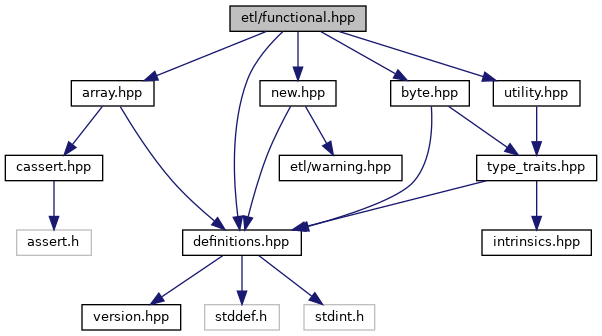 etl/functional.hpp
array.hpp
new.hpp
byte.hpp
utility.hpp
cassert.hpp
etl/warning.hpp
type_traits.hpp
assert.h
definitions.hpp
intrinsics.hpp
version.hpp
stddef.h
stdint.h